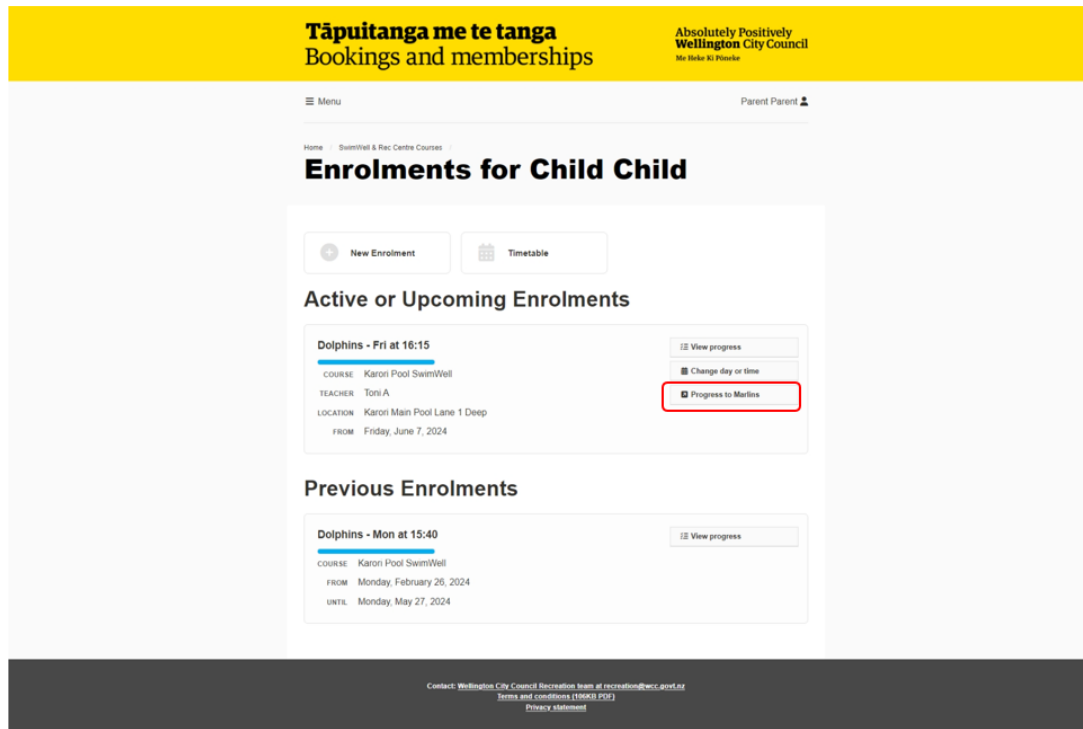 Tāpuitanga me te tanga
Bookings and memberships
Absolutely Positively
Wellington City Council
Me Heke Ki Pōneke
Menu
Parent Parent
Home / SwimWell & Rec Centre Courses /
Enrolments for Child Child
New Enrolment
Timetable
Active or Upcoming Enrolments
Dolphins - Fri at 16:15
COURSE Karori Pool SwimWell
TEACHER Toni A
LOCATION Karori Main Pool Lane 1 Deep
FROM Friday, June 7, 2024
View progress
Change day or time
Progress to Marlins
Previous Enrolments
Dolphins - Mon at 15:40
COURSE Karori Pool SwimWell
FROM Monday, February 26, 2024
UNTIL Monday, May 27, 2024
View progress
Contact: Wellington City Council Recreation team at recreation@wcc.govt.nz
Terms and conditions (106KB PDF)
Privacy statement